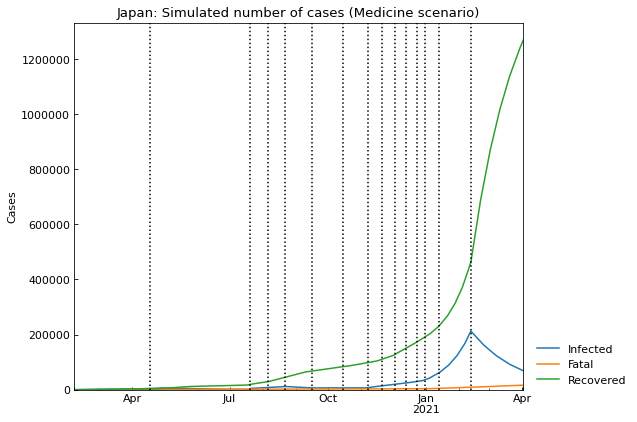 Japan: Simulated number of cases (Medicine scenario)
1200000
1000000
800000
600000
400000
200000
0
Cases
Apr
Jul
Oct
Jan
2021
Apr
Infected
Fatal
Recovered